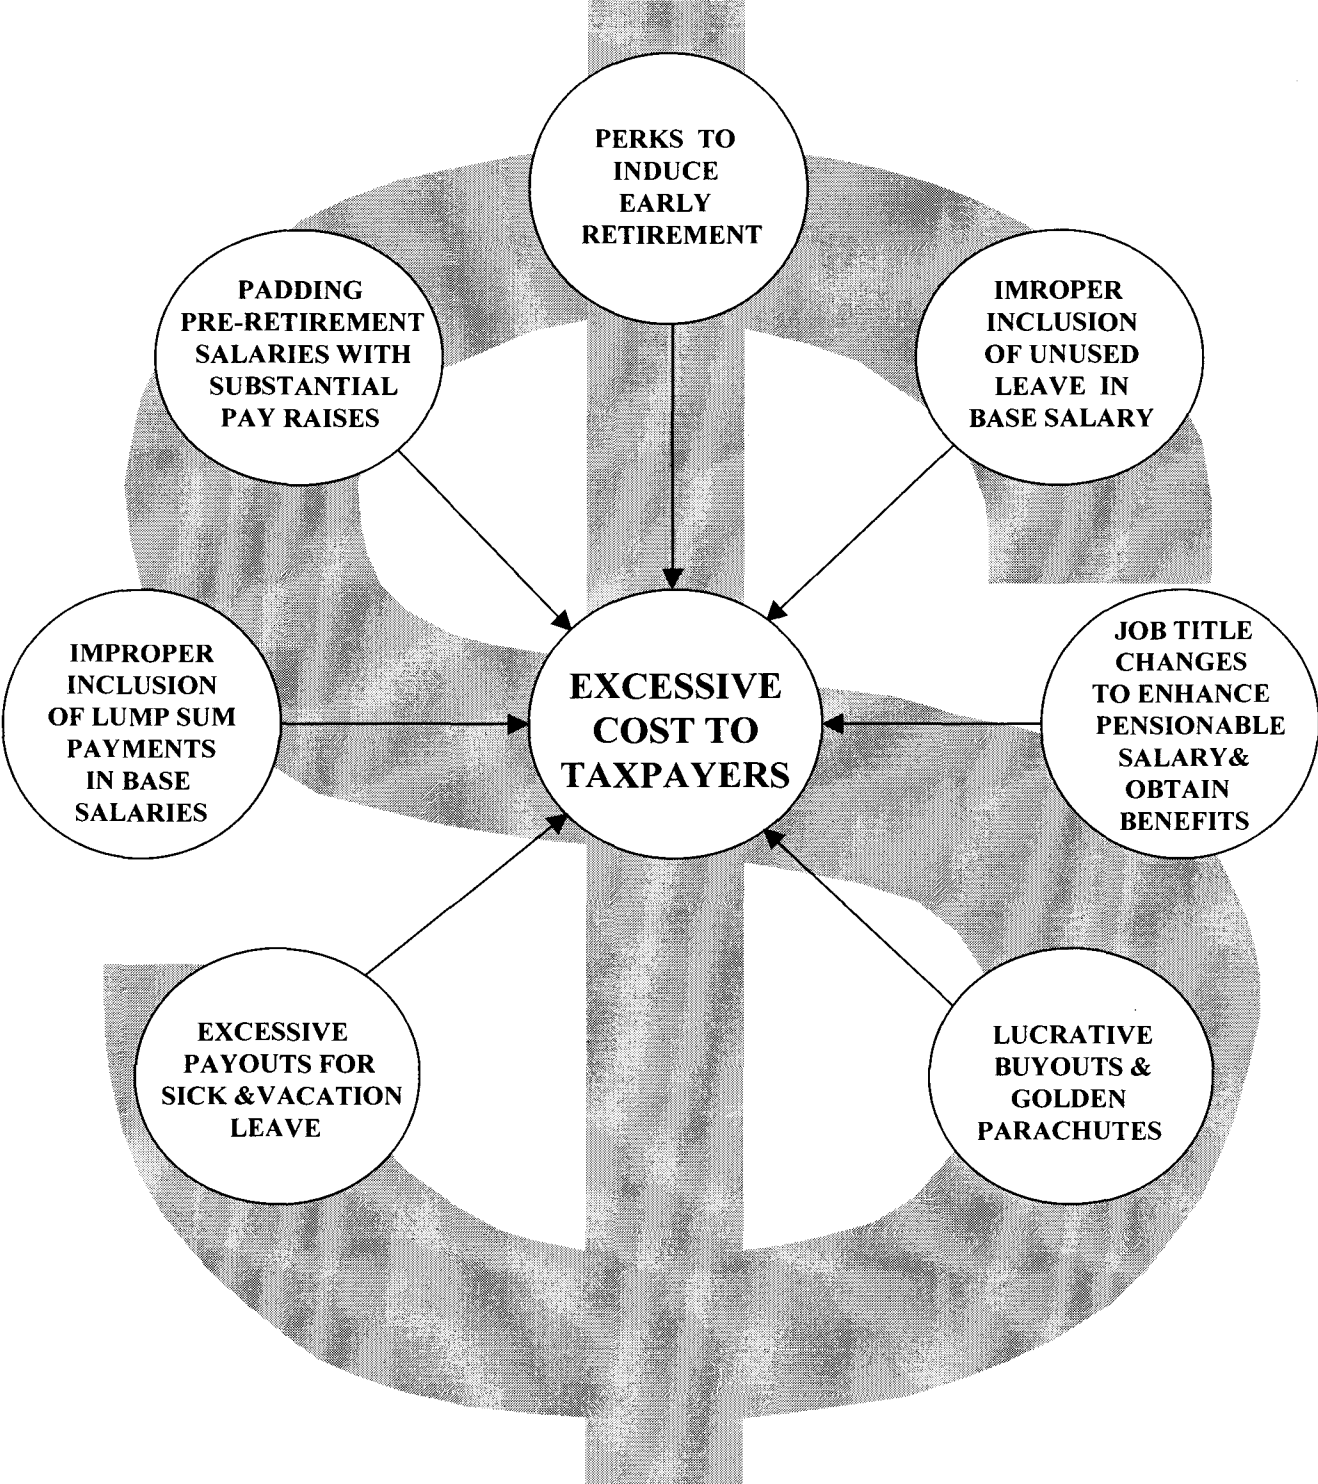 PERKS TO
INDUCE
EARLY
RETIREMENT
PADDING
PRE-RETIREMENT
SALARIES WITH
SUBSTANTIAL
PAY RAISES
IMROPER
INCLUSION
OF UNUSED
LEAVE IN
BASE SALARY
IMPROPER
INCLUSION
OF LUMP SUM
PAYMENTS
IN BASE
SALARIES
EXCESSIVE
COST TO
TAXPAYERS
JOB TITLE
CHANGES
TO ENHANCE
PENSIONABLE
SALARY&
OBTAIN
BENEFITS
EXCESSIVE
PAYOUTS FOR
SICK &VACATION
LEAVE
LUCRATIVE
BUYOUTS &
GOLDEN
PARACHUTES